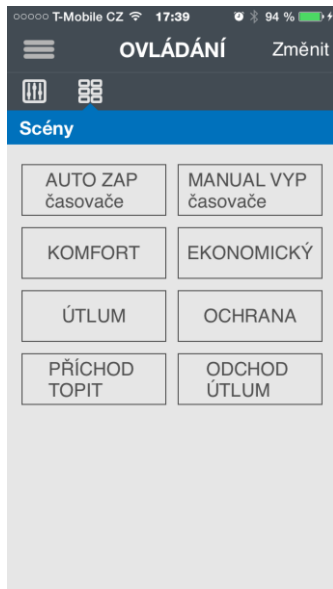 T-Mobile CZ 17:39 94 %
OVLÁDÁNÍ Změnit
Scény
AUTO ZAP MANUAL VYP
časovače časovače
KOMFORT EKONOMICKÝ
ÚTLUM OCHRANA
PŘÍCHOD ODCHOD
TOPIT ÚTLUM